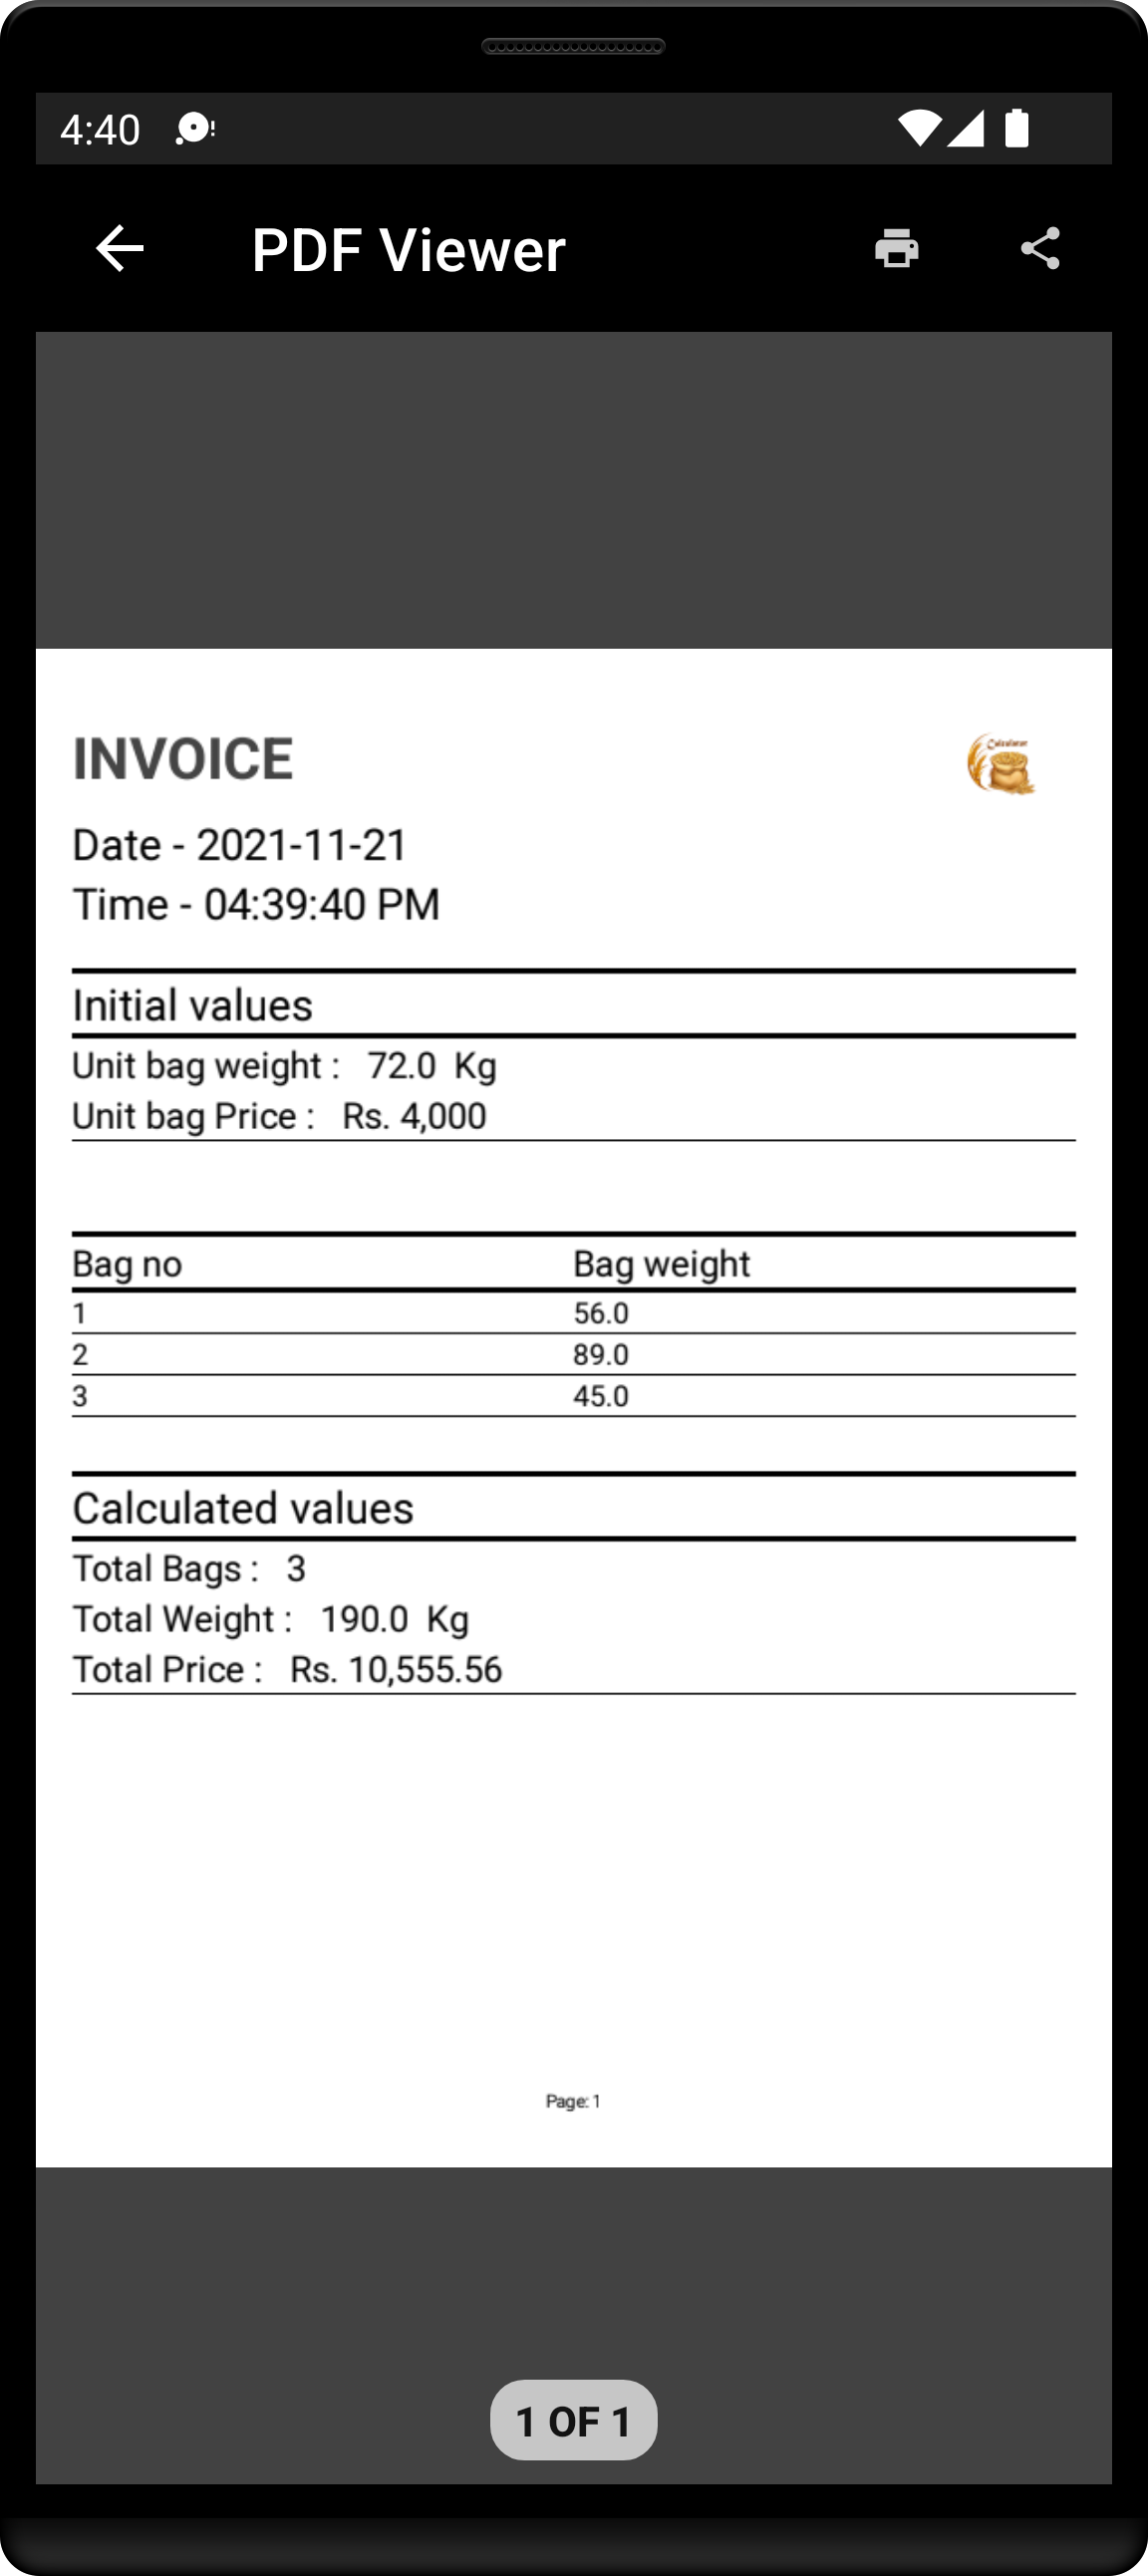 4:40
PDF Viewer
INVOICE
Calculator
Date - 2021-11-21
Time - 04:39:40 PM
Initial values
Unit bag weight : 72.0 Kg
Unit bag Price : Rs. 4,000
Bag no Bag weight
1 56.0
2 89.0
3 45.0
Calculated values
Total Bags : 3
Total Weight : 190.0 Kg
Total Price : Rs. 10,555.56
Page: 1
1 OF 1